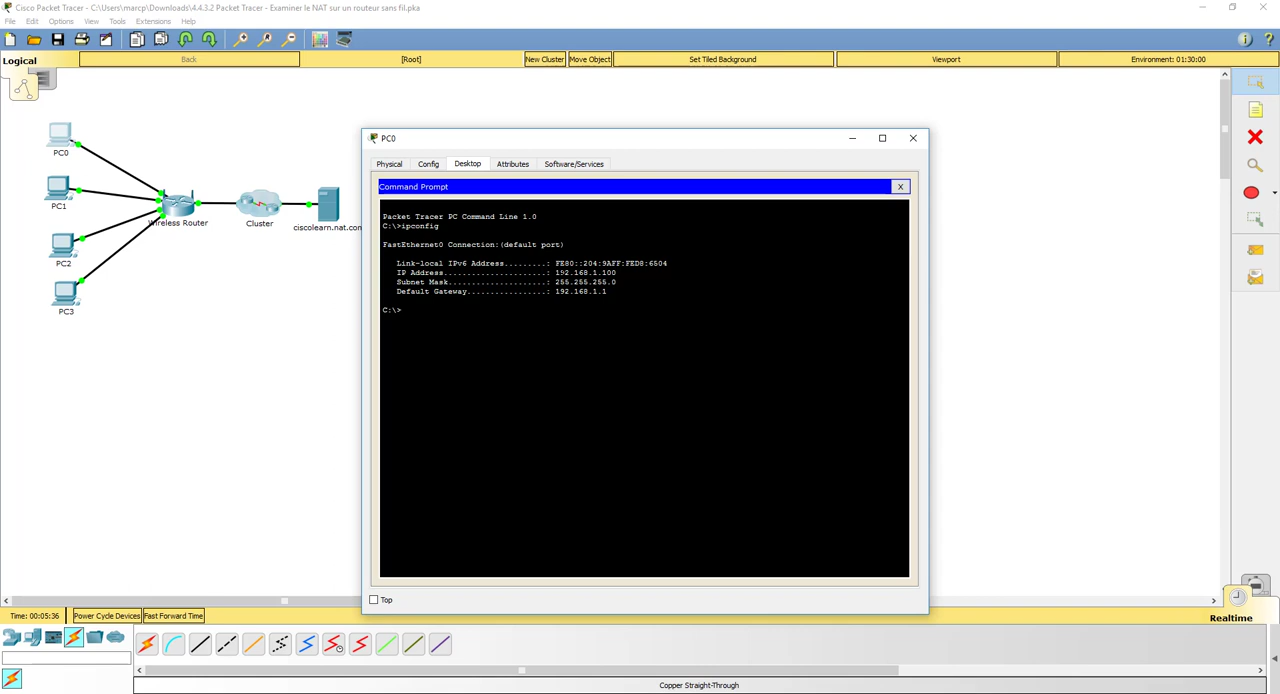 Cisco Packet Tracer - C:\Users\marcp\Downloads\4.4.3.2 Packet Tracer - Examiner le NAT sur un routeur sans fil.pka
File Edit Options View Tools Extensions Help
Logical Back [Root] New Cluster Move Object Set Tiled Background Viewport Environment: 01:30:00
PC0
PC1
PC2
PC3
Wireless Router
Cluster
ciscolearn.nat.com
PC0
Physical Config Desktop Attributes Software/Services
Command Prompt X
Packet Tracer PC Command Line 1.0
C:\>ipconfig
FastEthernet0 Connection:(default port)
Link-local IPv6 Address.........: FE80::204:9AFF:FED8:6504
IP Address......................: 192.168.1.100
Subnet Mask.....................: 255.255.255.0
Default Gateway.................: 192.168.1.1
C:\>
Top
Time: 00:05:36 Power Cycle Devices Fast Forward Time
Realtime
Copper Straight-Through